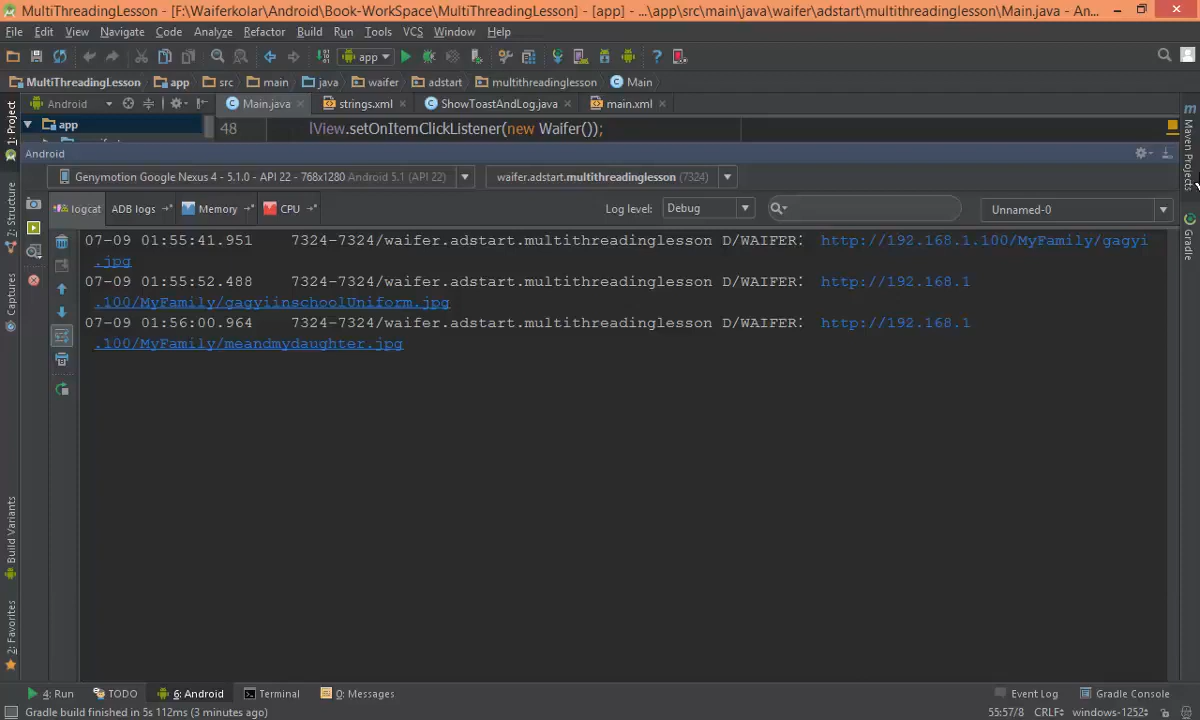 MultiThreadingLesson - [F:\Waiferkolar\Android\Book-WorkSpace\MultiThreadingLesson] - [app] - ...\app\src\main\java\waifer\adstart\multithreadinglesson\Main.java - An...
File Edit View Navigate Code Analyze Refactor Build Run Tools VCS Window Help
app
MultiThreadingLesson app src main java waifer adstart multithreadinglesson Main
1: Project
Android
Main.java strings.xml ShowToastAndLog.java main.xml
app
48 lView.setOnItemClickListener(new Waifer());
Android
Genymotion Google Nexus 4 - 5.1.0 - API 22 - 768x1280 Android 5.1 (API 22) waifer.adstart.multithreadinglesson (7324)
logcat ADB logs Memory CPU Log level: Debug Unnamed-0
07-09 01:55:41.951 7324-7324/waifer.adstart.multithreadinglesson D/WAIFER: http://192.168.1.100/MyFamily/gagyi
.jpg
07-09 01:55:52.488 7324-7324/waifer.adstart.multithreadinglesson D/WAIFER: http://192.168.1
.100/MyFamily/gagyiinschoolUniform.jpg
07-09 01:56:00.964 7324-7324/waifer.adstart.multithreadinglesson D/WAIFER: http://192.168.1
.100/MyFamily/meandmydaughter.jpg
Z: Structure
Captures
Build Variants
2: Favorites
Maven Projects
Gradle
4: Run TODO 6: Android Terminal 0: Messages Event Log Gradle Console
Gradle build finished in 5s 112ms (3 minutes ago) 55:57/8 CRLF windows-1252